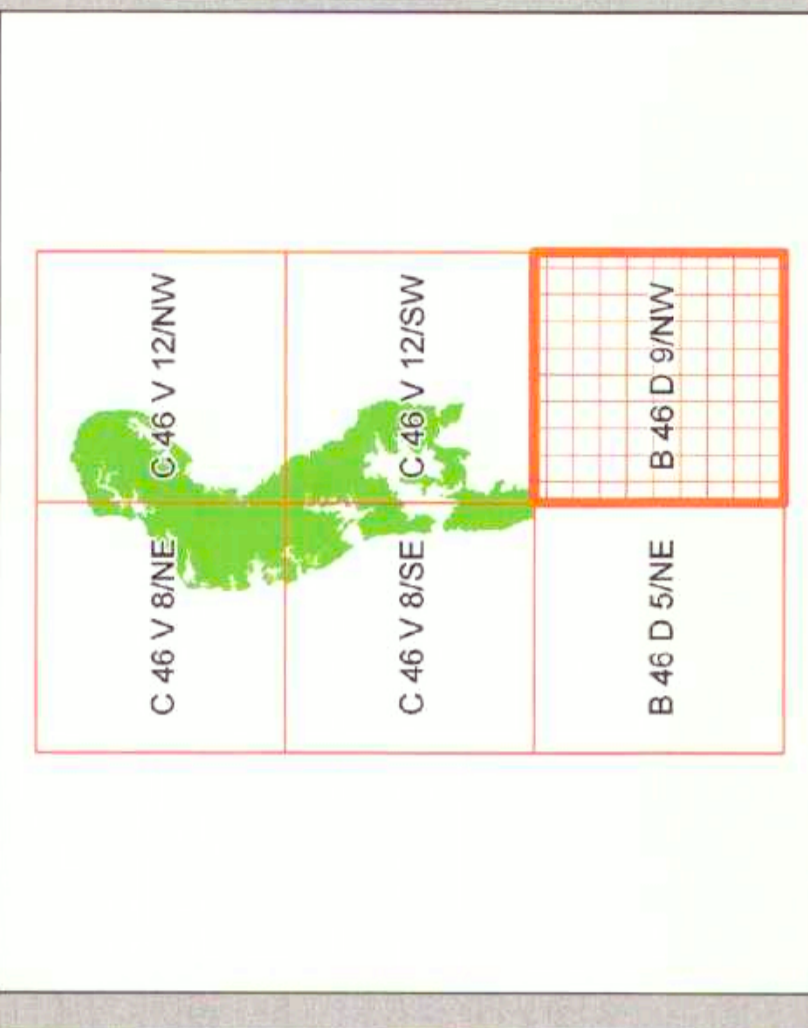 C 46 V 8/NE
C 46 V 12/NW
C 46 V 8/SE
C 46 V 12/SW
B 46 D 5/NE
B 46 D 9/NW